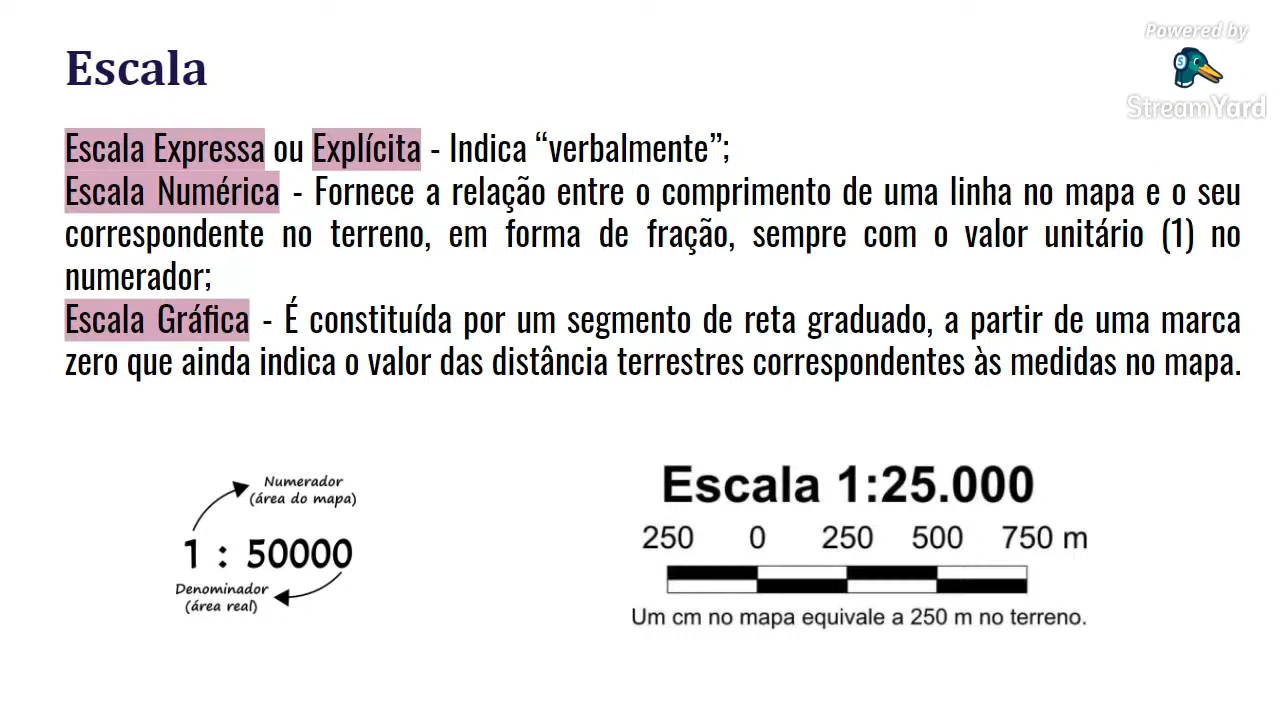 Powered by
StreamYard
Escala
Escala Expressa ou Explícita - Indica “verbalmente”;
Escala Numérica - Fornece a relação entre o comprimento de uma linha no mapa e o seu
correspondente no terreno, em forma de fração, sempre com o valor unitário (1) no
numerador;
Escala Gráfica - É constituída por um segmento de reta graduado, a partir de uma marca
zero que ainda indica o valor das distância terrestres correspondentes às medidas no mapa.
Numerador
(área do mapa)
1 : 50000
Denominador
(área real)
Escala 1:25.000
250 0 250 500 750 m
Um cm no mapa equivale a 250 m no terreno.